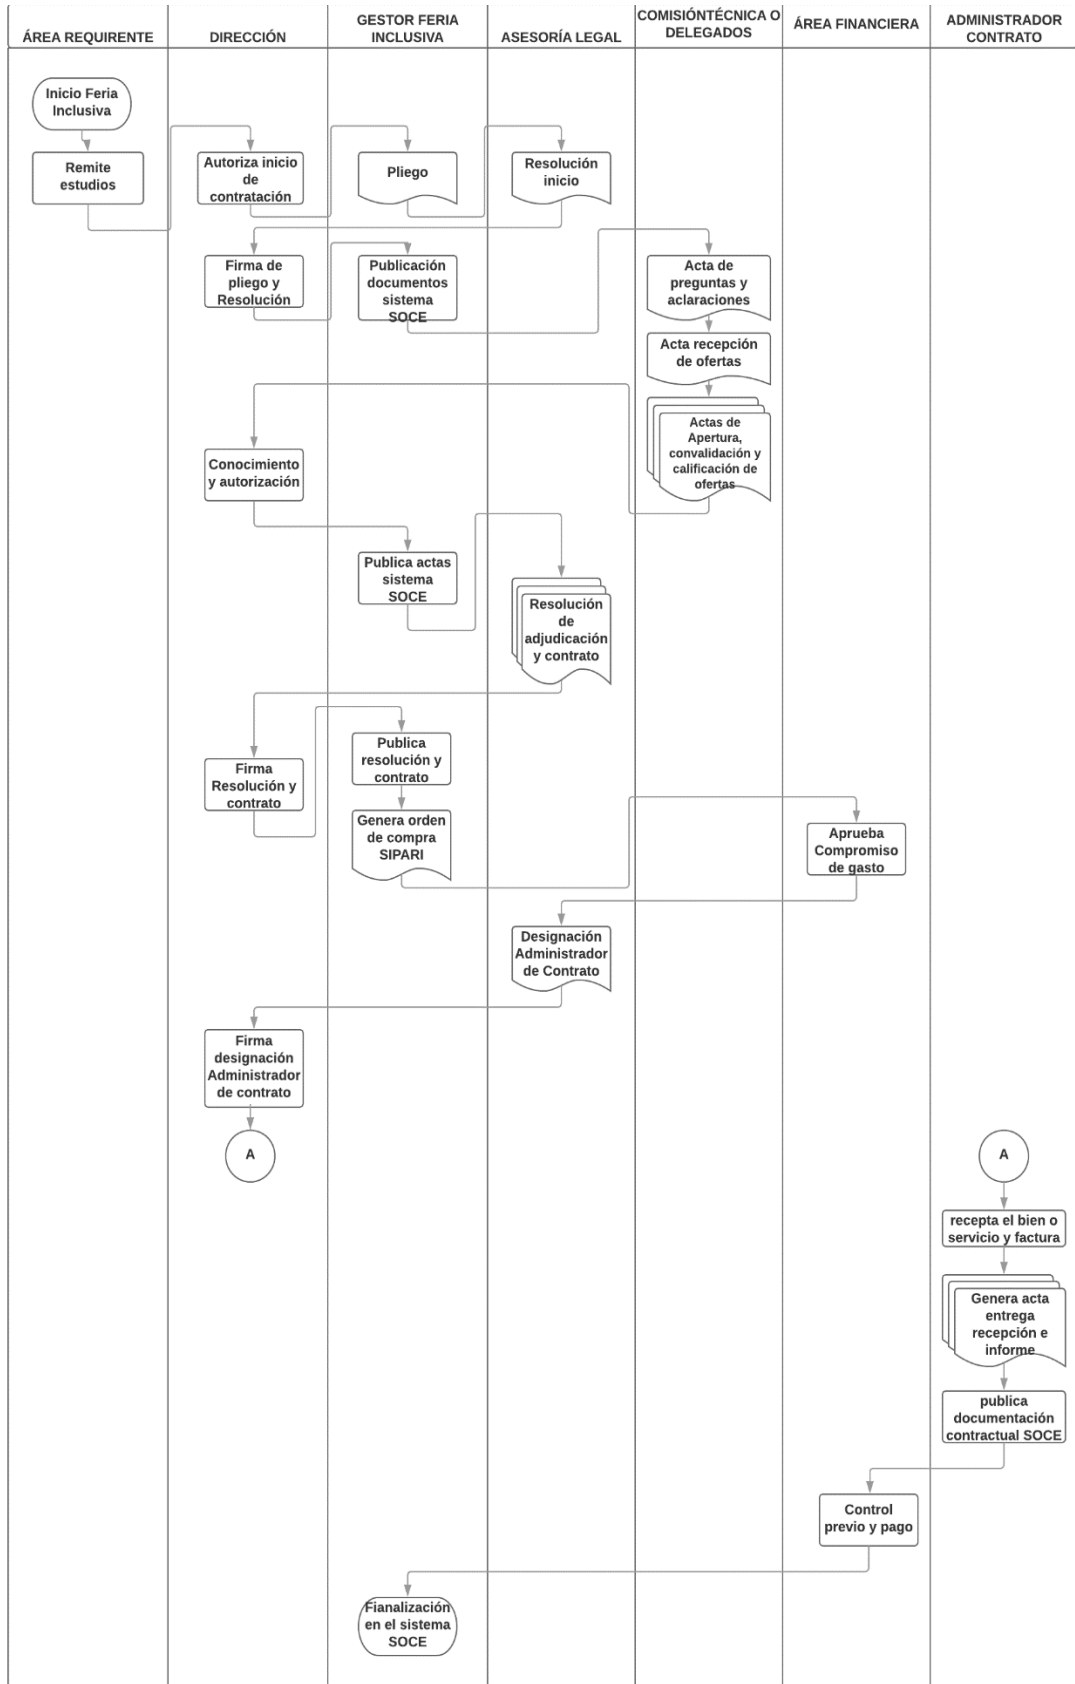 ÁREA REQUIRENTE
DIRECCIÓN
GESTOR FERIA
INCLUSIVA
ASESORÍA LEGAL
COMISIÓNTÉCNICA O
DELEGADOS
ÁREA FINANCIERA
ADMINISTRADOR
CONTRATO
Inicio Feria
Inclusiva
Remite
estudios
Autoriza inicio
de
contratación
Pliego
Resolución
inicio
Firma de
pliego y
Resolución
Publicación
documentos
sistema
SOCE
Acta de
preguntas y
aclaraciones
Acta recepción
de ofertas
Actas de
Apertura,
convalidación y
calificación de
ofertas
Conocimiento
y autorización
Publica actas
sistema
SOCE
Resolución
de
adjudicación
y contrato
Firma
Resolución y
contrato
Publica
resolución y
contrato
Genera orden
de compra
SIPARI
Aprueba
Compromiso
de gasto
Designación
Administrador
de Contrato
Firma
designación
Administrador
de contrato
A
A
recepta el bien o
servicio y factura
Genera acta
entrega
recepción e
informe
publica
documentación
contractual SOCE
Control
previo y pago
Fianalización
en el sistema
SOCE